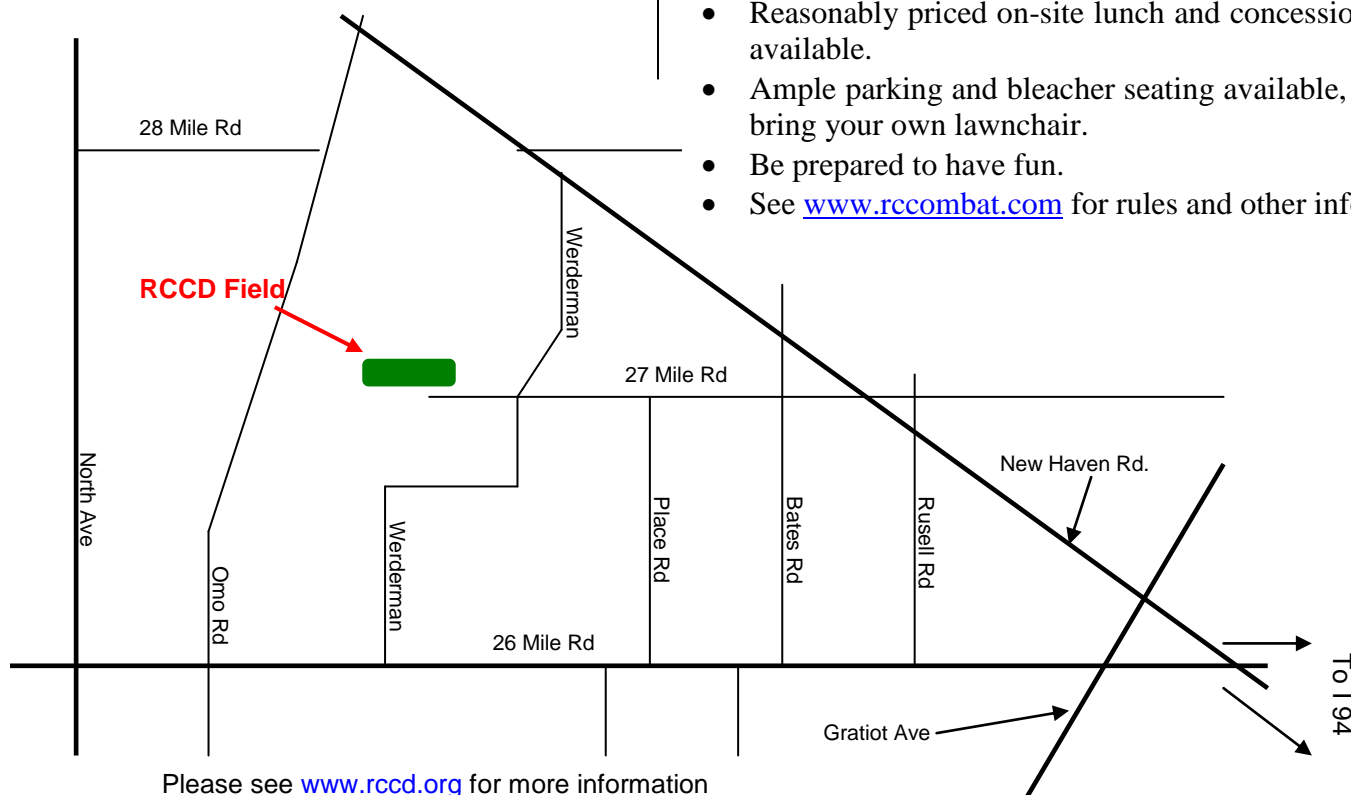 • Reasonably priced on-site lunch and
available.
• Ample parking and bleacher seating available,
bring your own lawnchair.
• Be prepared to have fun.
• See www.rccombat.com for rules and other
28 Mile Rd
Werderman
RCCD Field
27 Mile Rd
North Ave
New Haven Rd.
Place Rd
Bates Rd
Rusell Rd
Werderman
Omo Rd
26 Mile Rd
To I 94
Gratiot Ave
Please see www.rccd.org for more information